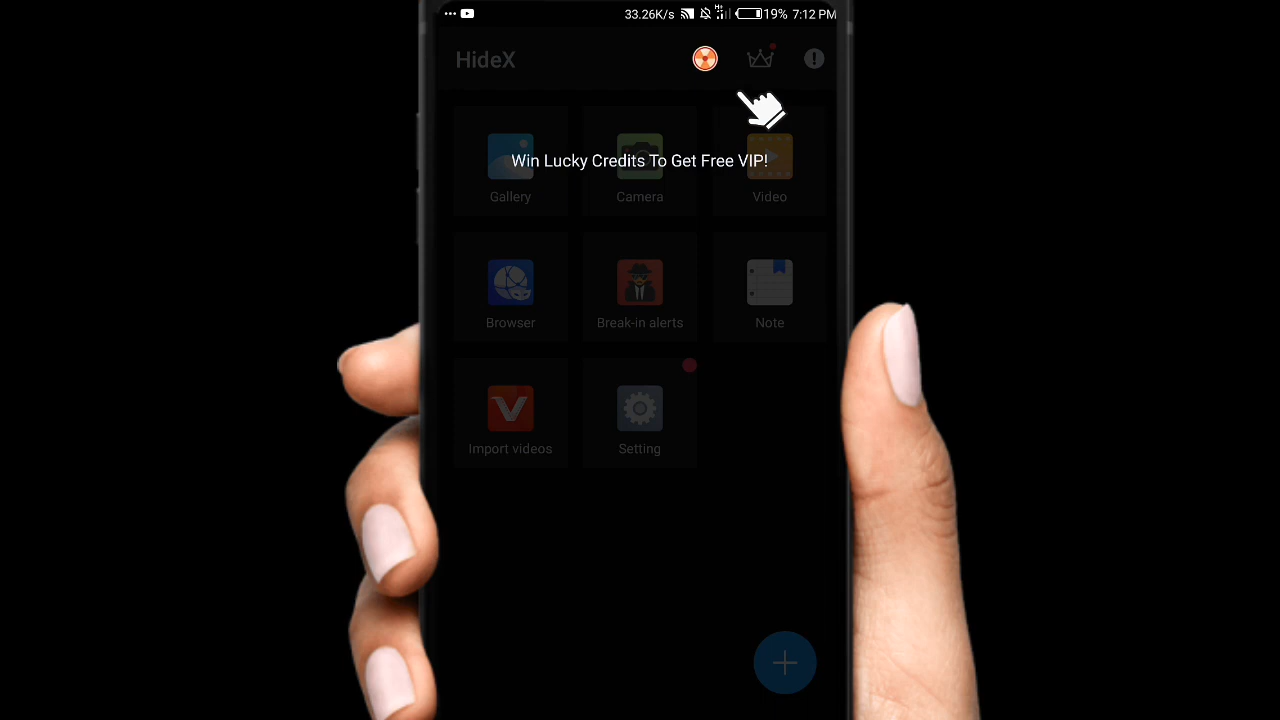 33.26K/s H+ 19% 7:12 PM
HideX
Win Lucky Credits To Get Free VIP!
Gallery Camera Video
Browser Break-in alerts Note
Import videos Setting